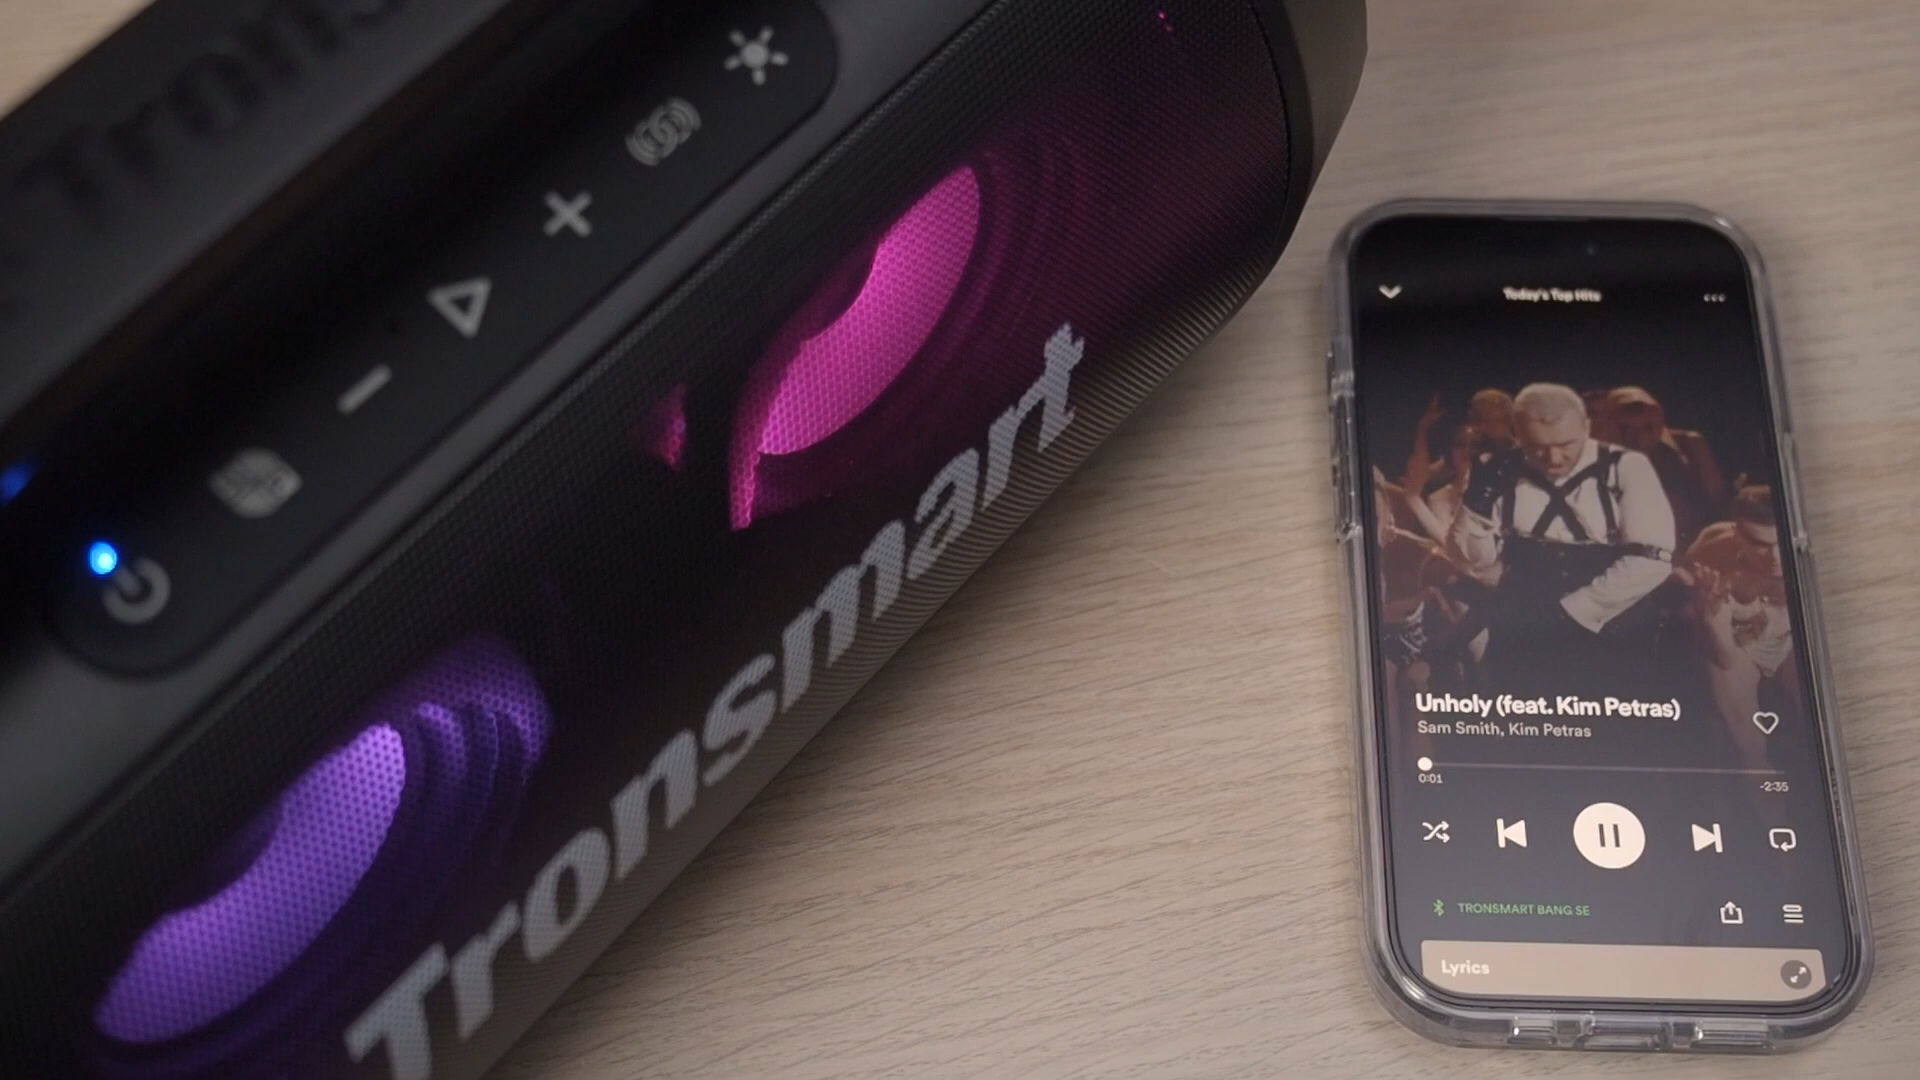 Trons
Tronsmart
Today's Top Hits
Unholy (feat. Kim Petras)
Sam Smith, Kim Petras
0:01
-2:35
TRONSMART BANG SE
Lyrics